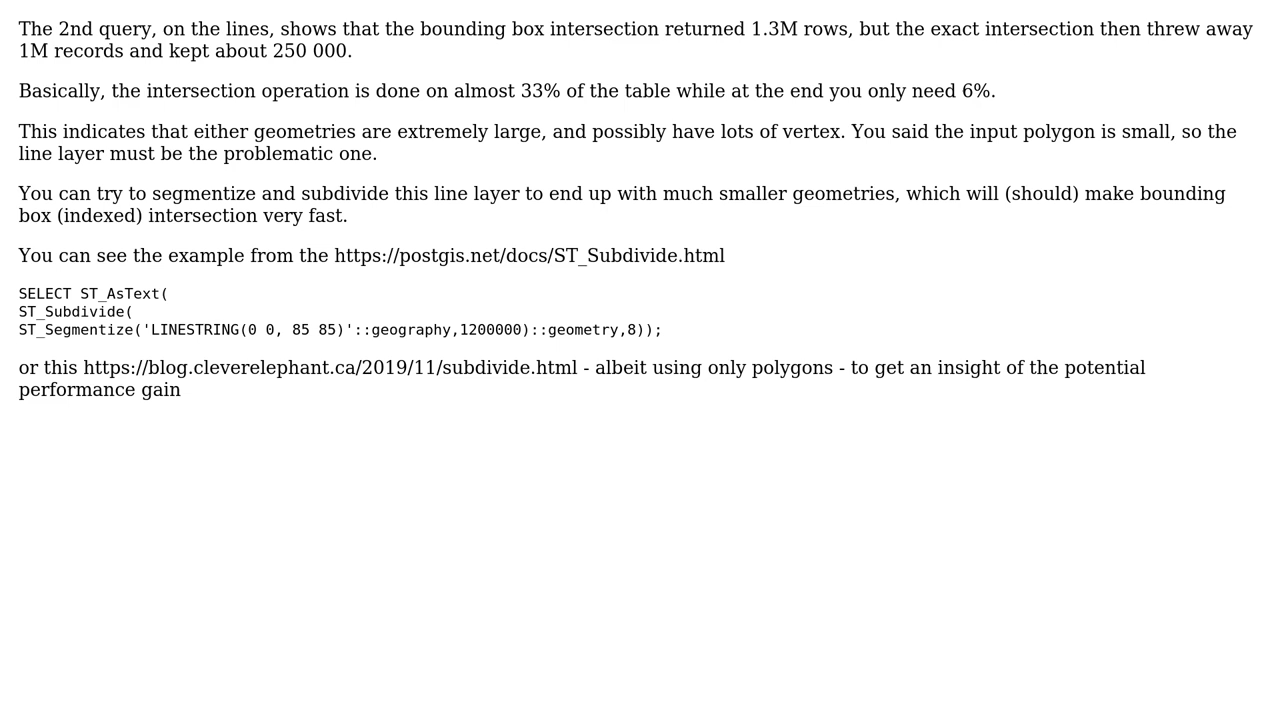 The 2nd query, on the lines, shows that the bounding box intersection returned 1.3M rows, but the exact intersection then threw away
1M records and kept about 250 000.
Basically, the intersection operation is done on almost 33% of the table while at the end you only need 6%.
This indicates that either geometries are extremely large, and possibly have lots of vertex. You said the input polygon is small, so the
line layer must be the problematic one.
You can try to segmentize and subdivide this line layer to end up with much smaller geometries, which will (should) make bounding
box (indexed) intersection very fast.
You can see the example from the https://postgis.net/docs/ST_Subdivide.html
SELECT ST_AsText(
ST_Subdivide(
ST_Segmentize('LINESTRING(0 0, 85 85)'::geography,1200000)::geometry,8));
or this https://blog.cleverelephant.ca/2019/11/subdivide.html - albeit using only polygons - to get an insight of the potential
performance gain